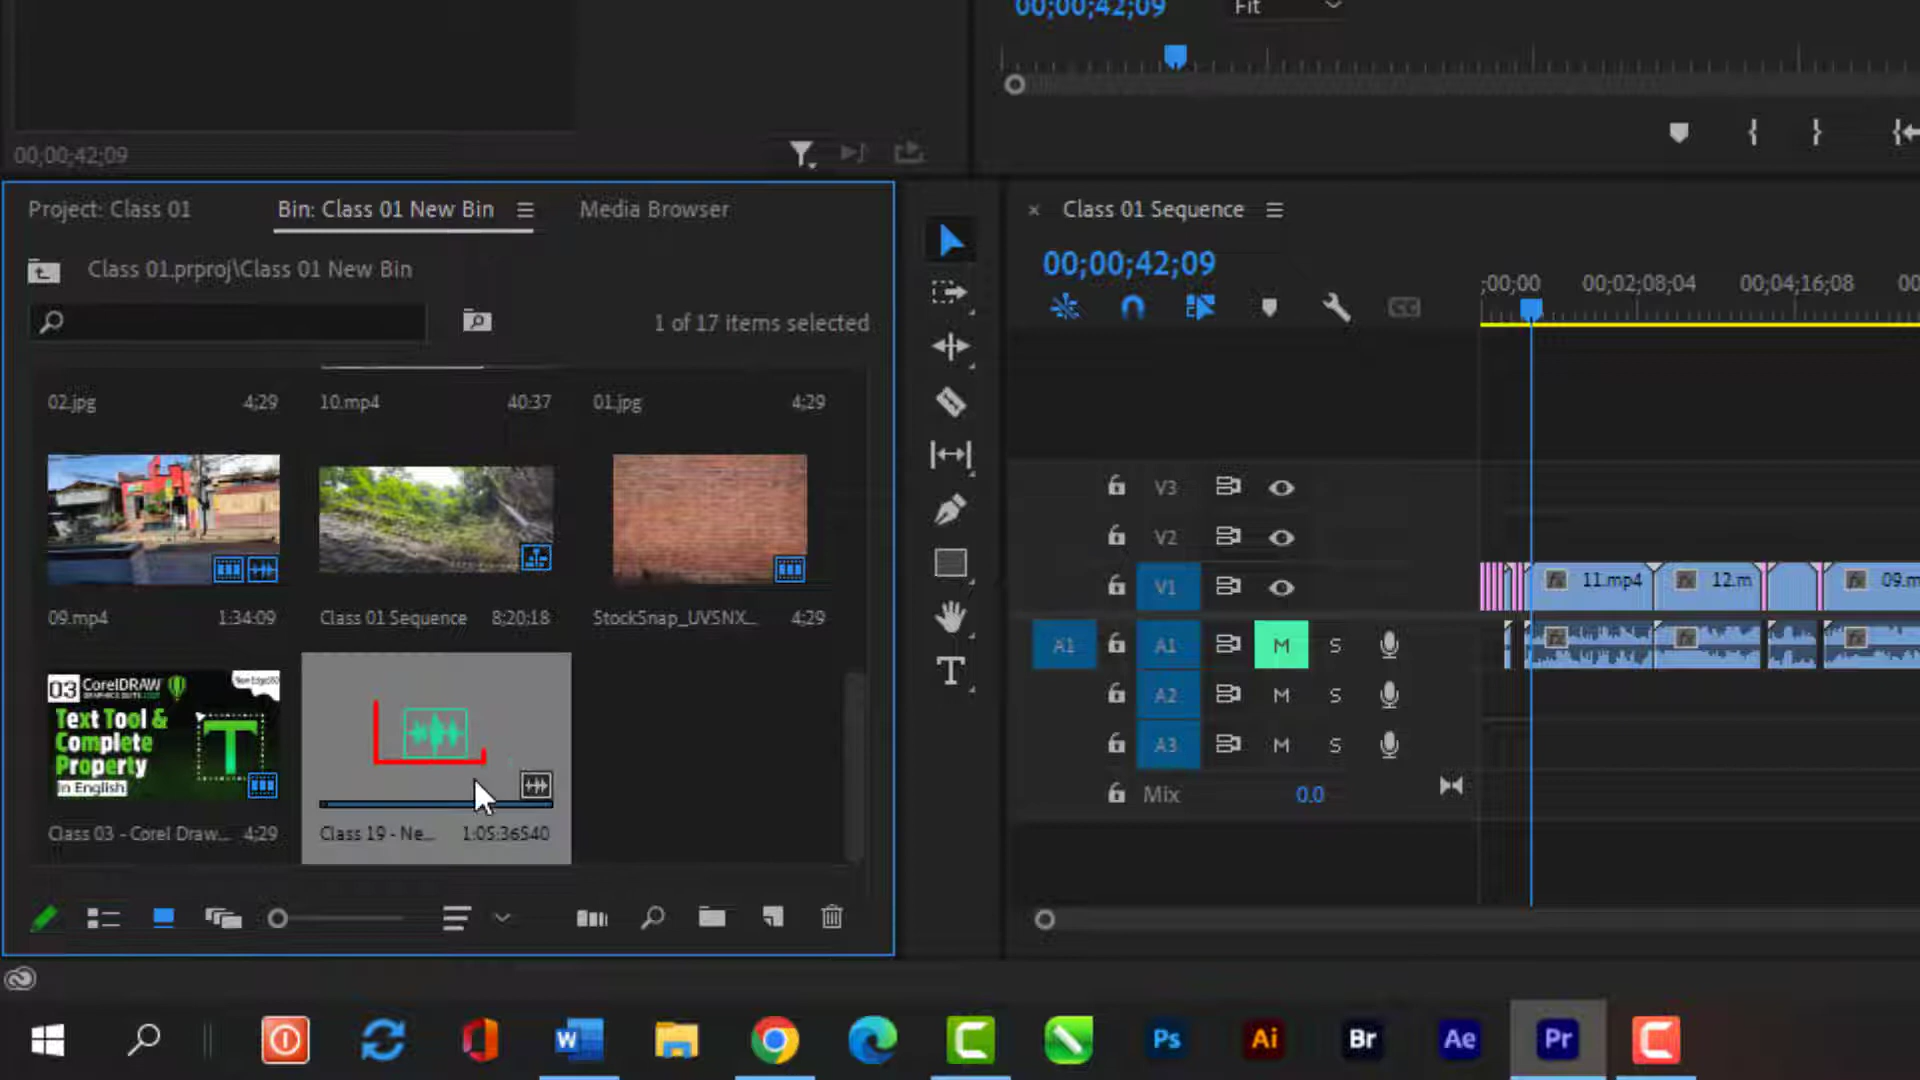 00;00;42;09
Fit
00;00;42;09
Project: Class 01
Bin: Class 01 New Bin
Media Browser
Class 01.prproj\Class 01 New Bin
1 of 17 items selected
02.jpg
4;29
10.mp4
40:37
01.jpg
4;29
09.mp4
1:34:09
Class 01 Sequence
8;20;18
StockSnap_UVSNX...
4;29
03 CorelDRAW
Text Tool &
Complete
Property
in English
T
Class 03 - Corel Draw...
4;29
Class 19 - Ne...
1:05:36540
Class 01 Sequence
00;00;42;09
;00;00
00;02;08;04
00;04;16;08
00
V3
V2
V1
11.mp4
12.m
09.m
A1
A1
M
S
A2
M
S
A3
M
S
Mix
0.0
T
W
Ps
Ai
Br
Ae
Pr